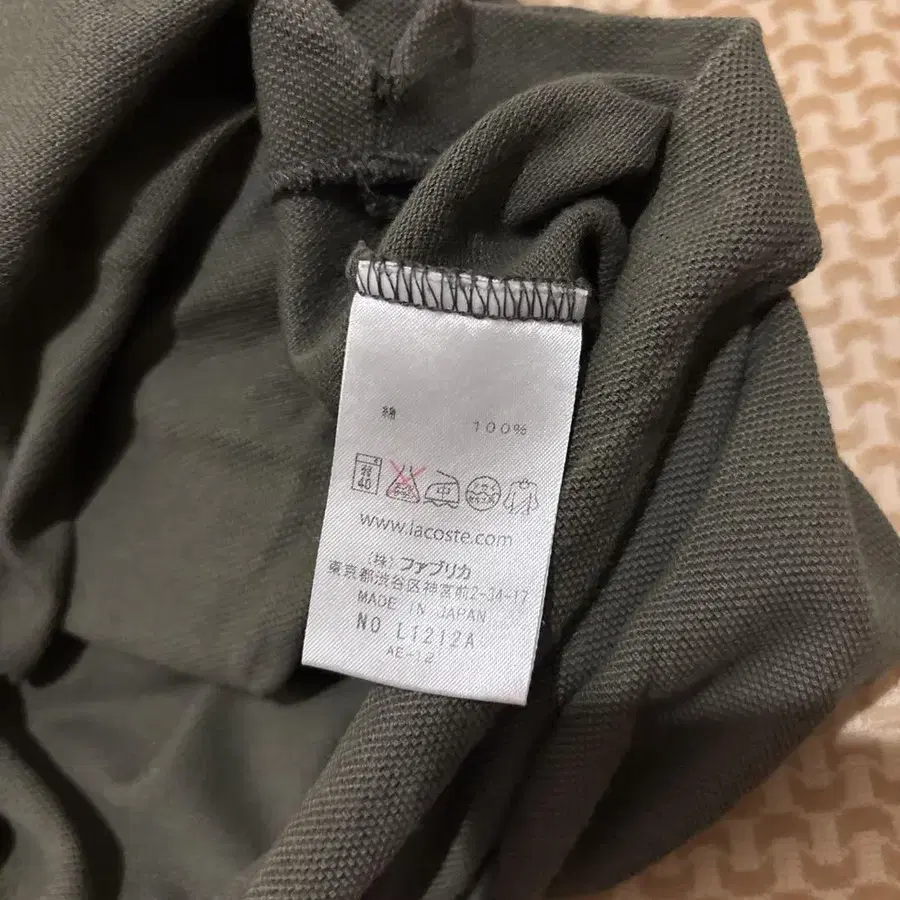 綿 100%
40
www.lacoste.com
(株) ファブリカ
東京都渋谷区神宮前2-34-17
MADE IN JAPAN
NO L1212A
AE-12